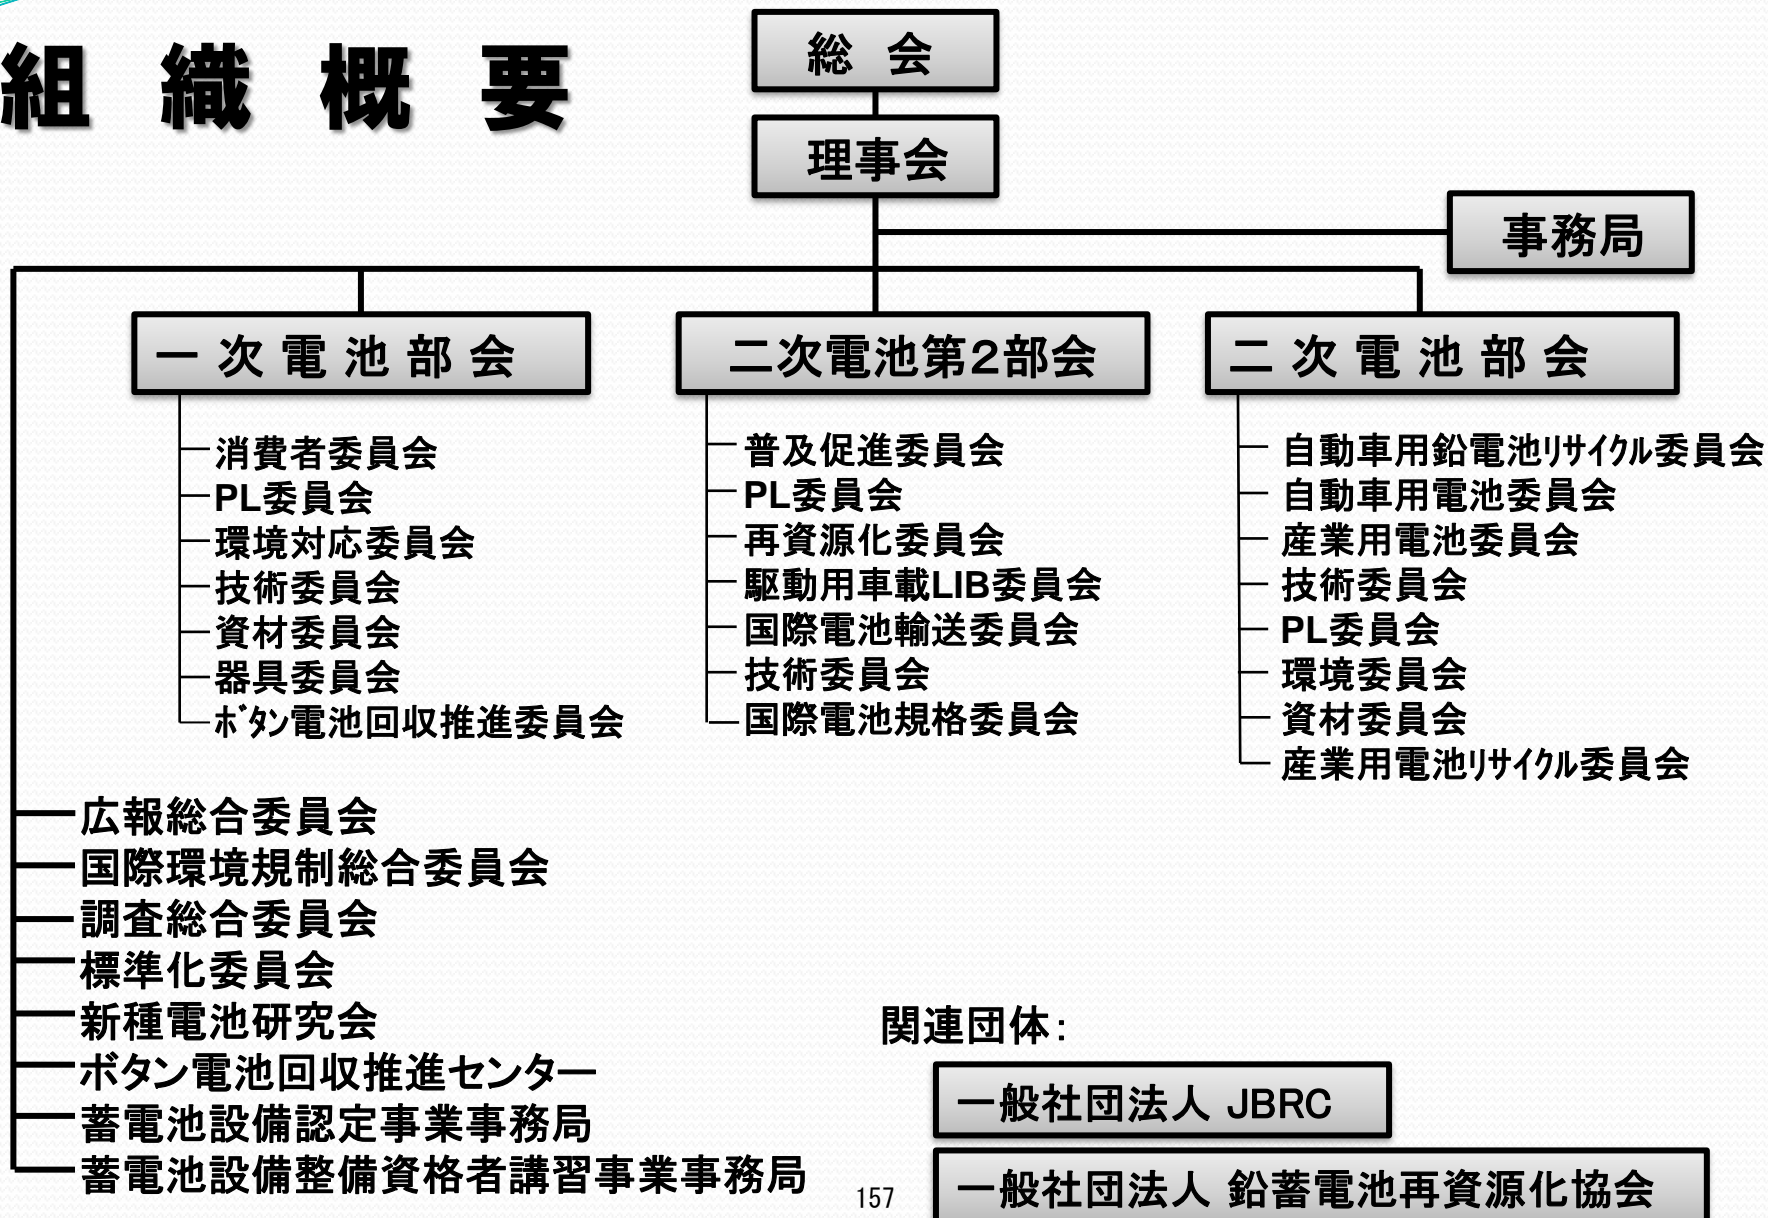 組 織 概 要
総 会
理事会
事務局
一 次 電 池 部 会
消費者委員会
PL委員会
環境対応委員会
技術委員会
資材委員会
器具委員会
ﾎﾞﾀﾝ電池回収推進委員会
二次電池第2部会
普及促進委員会
PL委員会
再資源化委員会
駆動用車載LIB委員会
国際電池輸送委員会
技術委員会
国際電池規格委員会
二 次 電 池 部 会
自動車用鉛電池ﾘｻｲｸﾙ委員会
自動車用電池委員会
産業用電池委員会
技術委員会
PL委員会
環境委員会
資材委員会
産業用電池ﾘｻｲｸﾙ委員会
広報総合委員会
国際環境規制総合委員会
調査総合委員会
標準化委員会
新種電池研究会
ボタン電池回収推進センター
蓄電池設備認定事業事務局
蓄電池設備整備資格者講習事業事務局
関連団体:
一般社団法人 JBRC
一般社団法人 鉛蓄電池再資源化協会
157